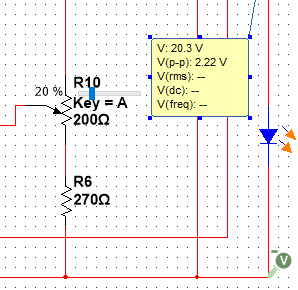 R10
20 %
Key = A
200Ω
V: 20.3 V
V(p-p): 2.22 V
V(rms): --
V(dc): --
V(freq): --
R6
270Ω
V